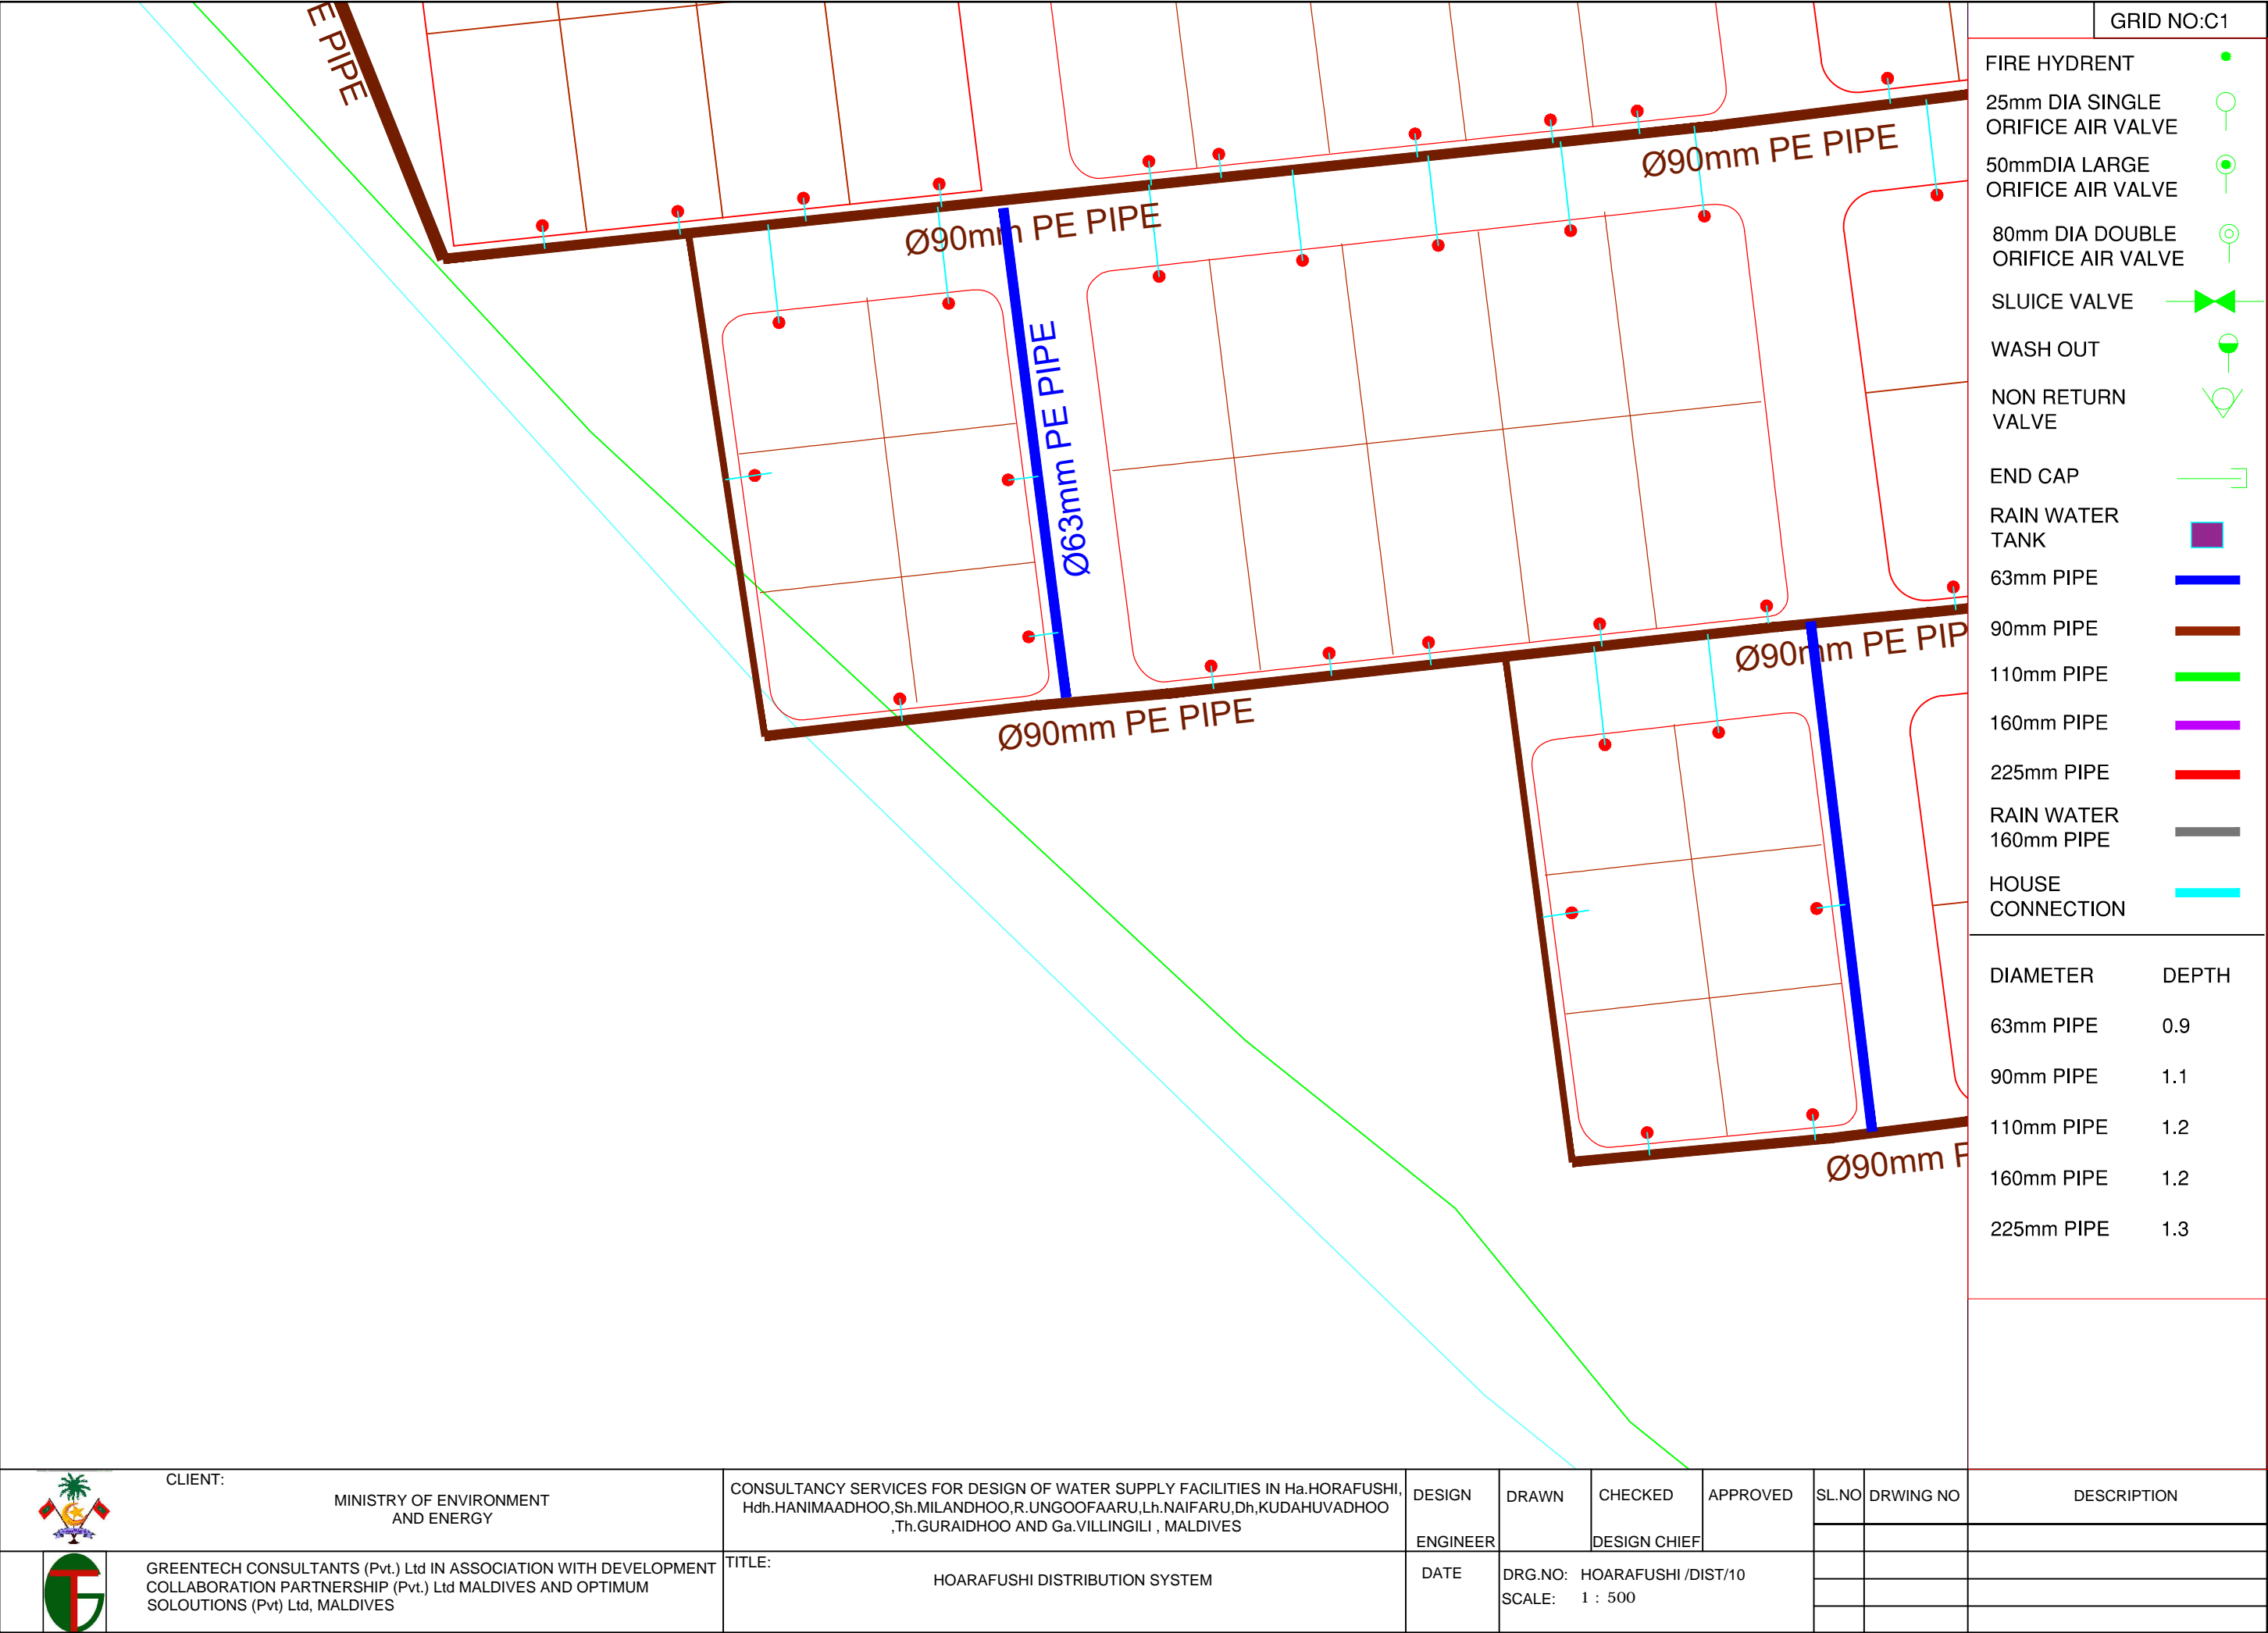 GRID NO:C1
E PIPE
Ø90mm PE PIPE
Ø90mm PE PIPE
Ø63mm PE PIPE
Ø90mm PE PIP
Ø90mm PE PIPE
Ø90mm P
FIRE HYDRENT
25mm DIA SINGLE
ORIFICE AIR VALVE
50mmDIA LARGE
ORIFICE AIR VALVE
80mm DIA DOUBLE
ORIFICE AIR VALVE
SLUICE VALVE
WASH OUT
NON RETURN
VALVE
END CAP
RAIN WATER
TANK
63mm PIPE
90mm PIPE
110mm PIPE
160mm PIPE
225mm PIPE
RAIN WATER
160mm PIPE
HOUSE
CONNECTION
DIAMETER DEPTH
63mm PIPE 0.9
90mm PIPE 1.1
110mm PIPE 1.2
160mm PIPE 1.2
225mm PIPE 1.3
CLIENT:
MINISTRY OF ENVIRONMENT
AND ENERGY
CONSULTANCY SERVICES FOR DESIGN OF WATER SUPPLY FACILITIES IN Ha.HORAFUSHI,
Hdh.HANIMAADHOO,Sh.MILANDHOO,R.UNGOOFAARU,Lh.NAIFARU,Dh,KUDAHUVADHOO
,Th.GURAIDHOO AND Ga.VILLINGILI , MALDIVES
DESIGN
ENGINEER
DRAWN
CHECKED
DESIGN CHIEF
APPROVED
SL.NO
DRWING NO
DESCRIPTION
GREENTECH CONSULTANTS (Pvt.) Ltd IN ASSOCIATION WITH DEVELOPMENT
COLLABORATION PARTNERSHIP (Pvt.) Ltd MALDIVES AND OPTIMUM
SOLOUTIONS (Pvt) Ltd, MALDIVES
TITLE:
HOARAFUSHI DISTRIBUTION SYSTEM
DATE
DRG.NO: HOARAFUSHI /DIST/10
SCALE: 1 : 500